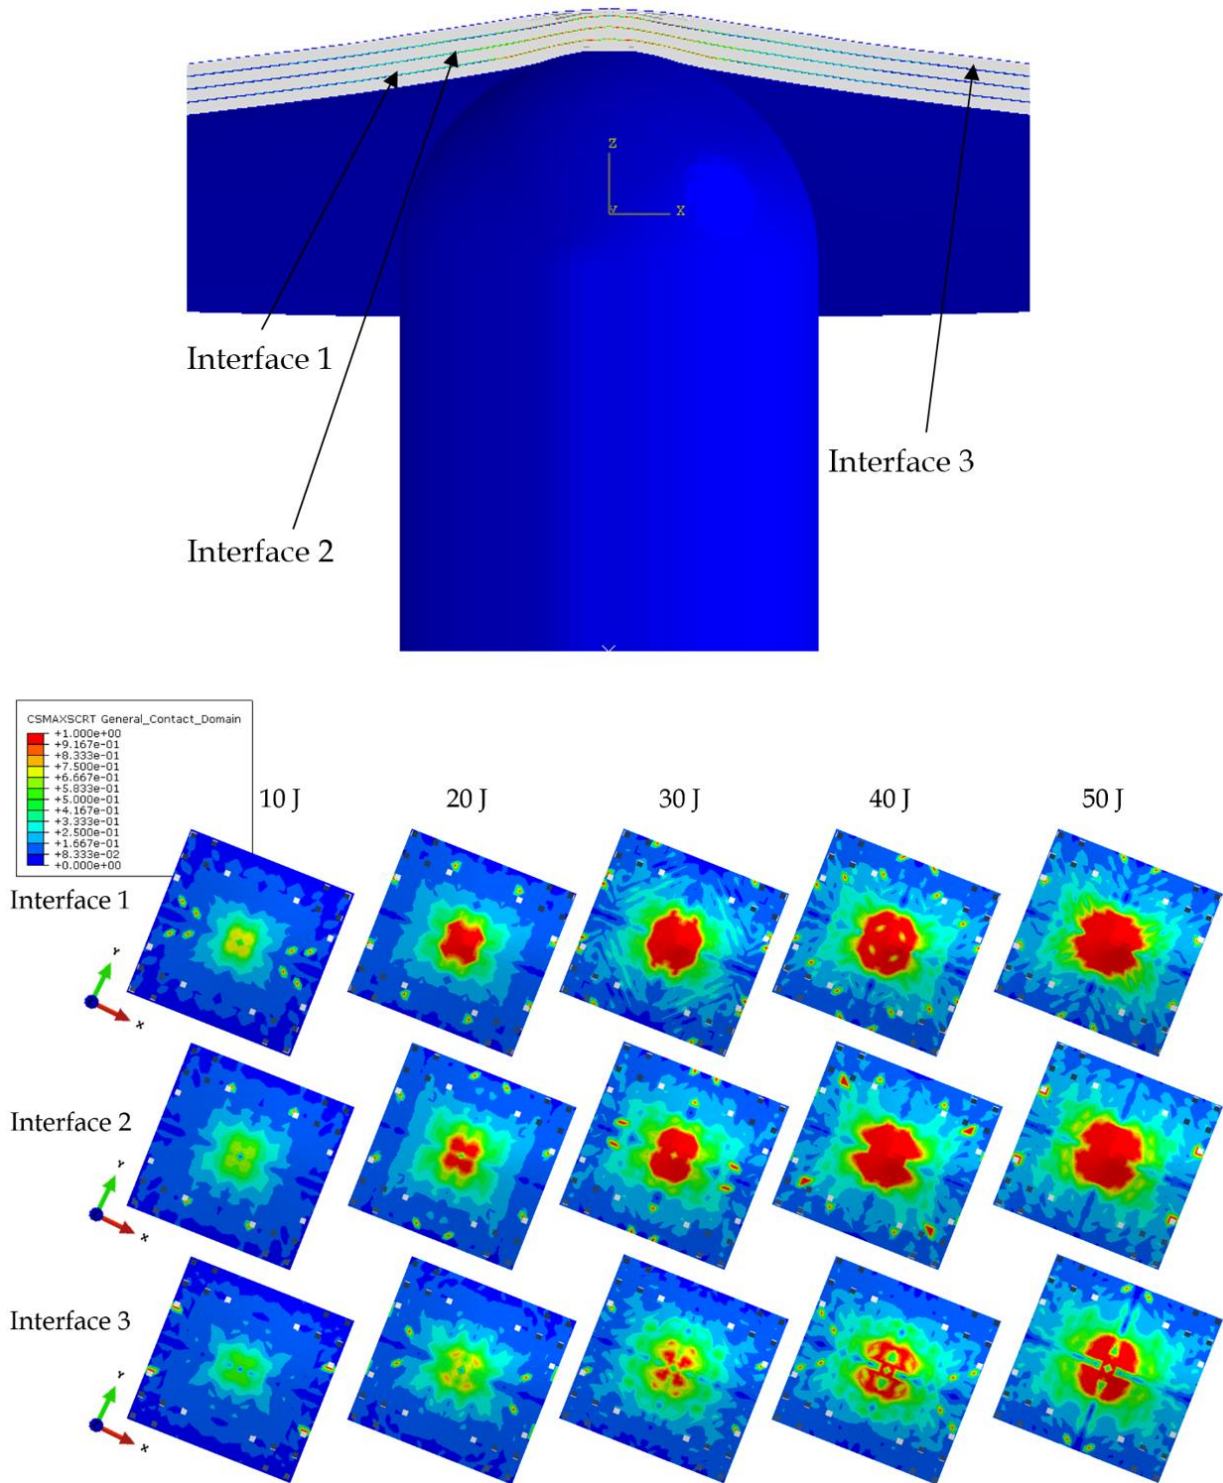 Z
Y
X
Interface 1
Interface 3
Interface 2
CSMAXSCRT General_Contact_Domain
+1.000e+00
+9.167e-01
+8.333e-01
+7.500e-01
+6.667e-01
+5.833e-01
+5.000e-01
+4.167e-01
+3.333e-01
+2.500e-01
+1.667e-01
+8.333e-02
+0.000e+00
10 J
20 J
30 J
40 J
50 J
Interface 1
Y
X
Interface 2
Y
X
Interface 3
Y
X